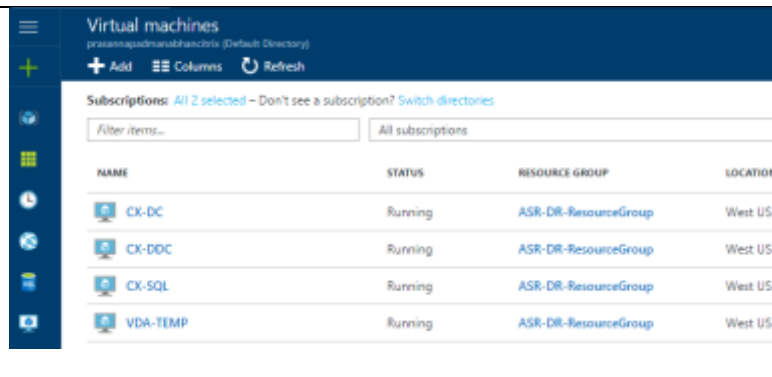 Virtual machines
prasannapadmanabhancitrix (Default Directory)
Add Columns Refresh
Subscriptions: All 2 selected – Don't see a subscription? Switch directories
Filter items... All subscriptions
NAME STATUS RESOURCE GROUP LOCATION
CX-DC Running ASR-DR-ResourceGroup West US
CX-DDC Running ASR-DR-ResourceGroup West US
CX-SQL Running ASR-DR-ResourceGroup West US
VDA-TEMP Running ASR-DR-ResourceGroup West US